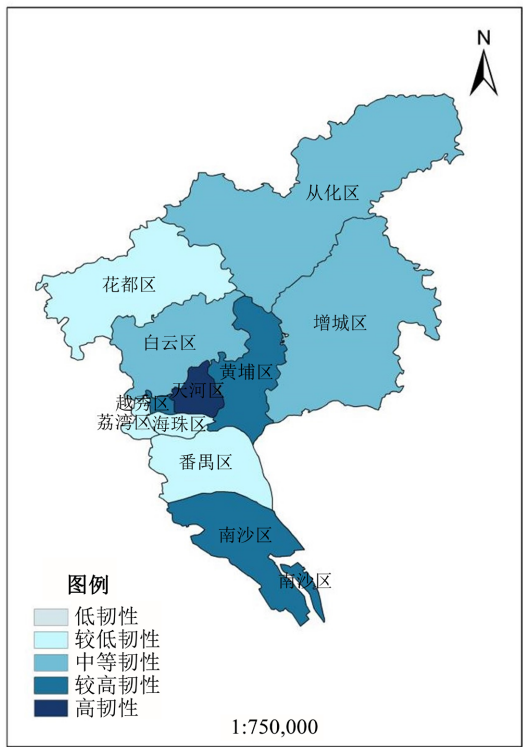 N
从化区
花都区
增城区
白云区
黄埔区
天河区
越秀区
荔湾区
海珠区
番禺区
南沙区
南沙区
图例
低韧性
较低韧性
中等韧性
较高韧性
高韧性
1:750,000